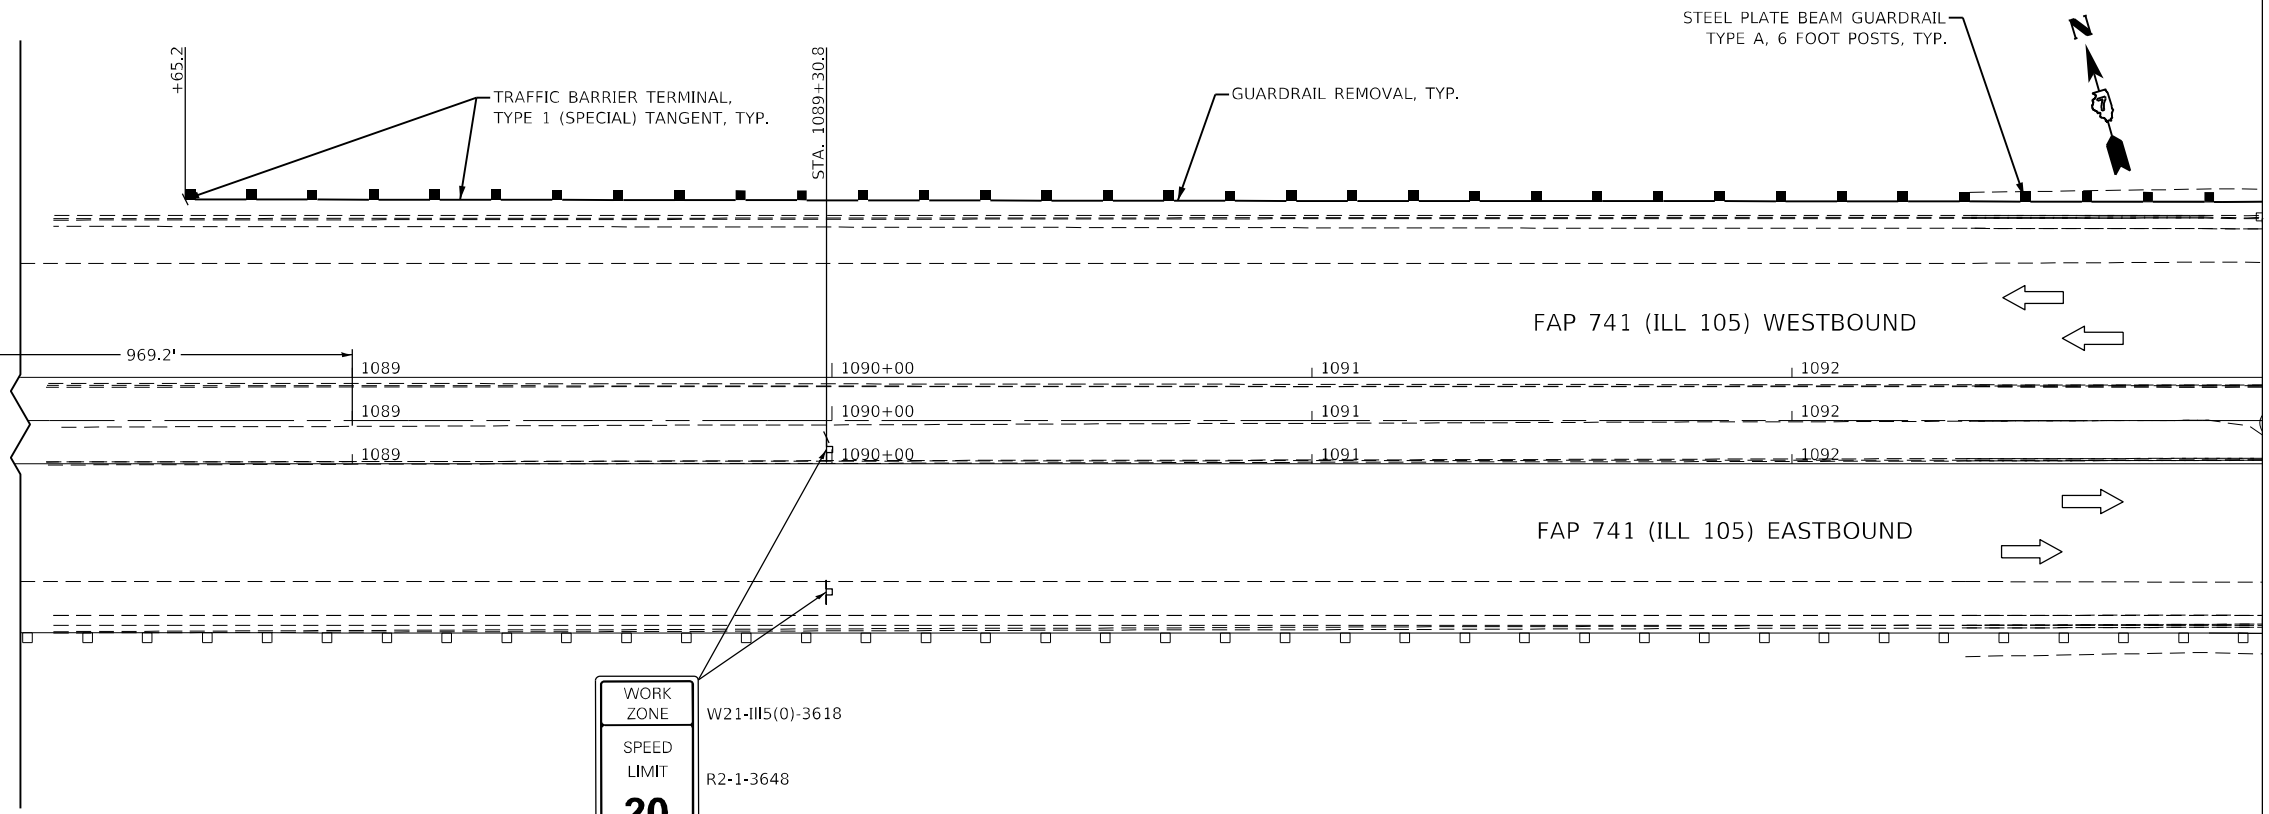 STEEL PLATE BEAM GUARDRAIL
TYPE A, 6 FOOT POSTS, TYP.
N
7
+65.2
STA. 1089+30.8
TRAFFIC BARRIER TERMINAL,
TYPE 1 (SPECIAL) TANGENT, TYP.
GUARDRAIL REMOVAL, TYP.
FAP 741 (ILL 105) WESTBOUND
969.2'
1089 1090+00 1091 1092
1089 1090+00 1091 1092
1089 1090+00 1091 1092
FAP 741 (ILL 105) EASTBOUND
WORK
ZONE
W21-Ill5(0)-3618
SPEED
LIMIT
R2-1-3648
20